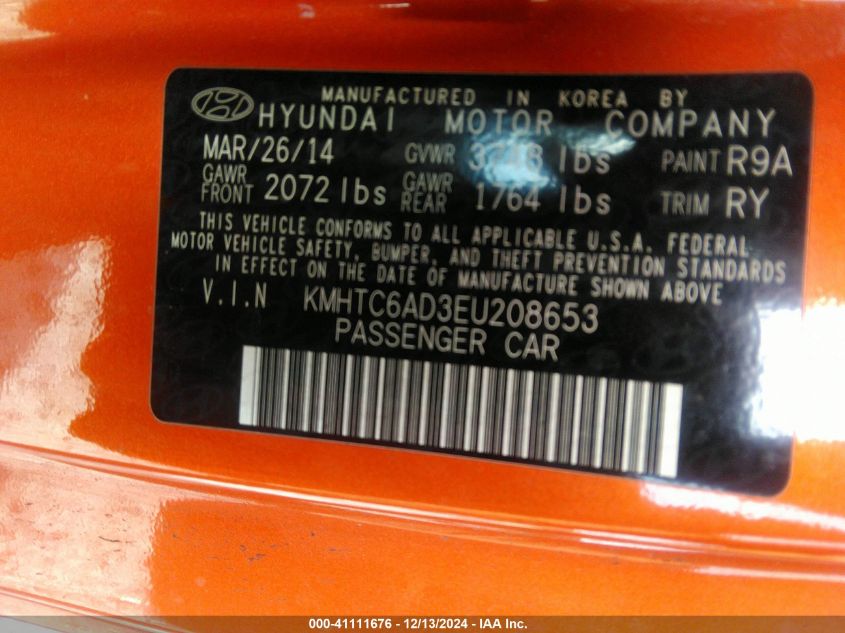 MANUFACTURED IN KOREA BY
HYUNDAI MOTOR COMPANY
MAR/26/14 GVWR lbs PAINT R9A
GAWR FRONT 2072 lbs GAWR REAR 1764 lbs TRIM RY
THIS VEHICLE CONFORMS TO ALL APPLICABLE U.S.A. FEDERAL
MOTOR VEHICLE SAFETY, BUMPER, AND THEFT PREVENTION STANDARDS
IN EFFECT ON THE DATE OF MANUFACTURE SHOWN ABOVE
V.I.N KMHTC6AD3EU208653
PASSENGER CAR
000-41111676 - 12/13/2024 - IAA Inc.